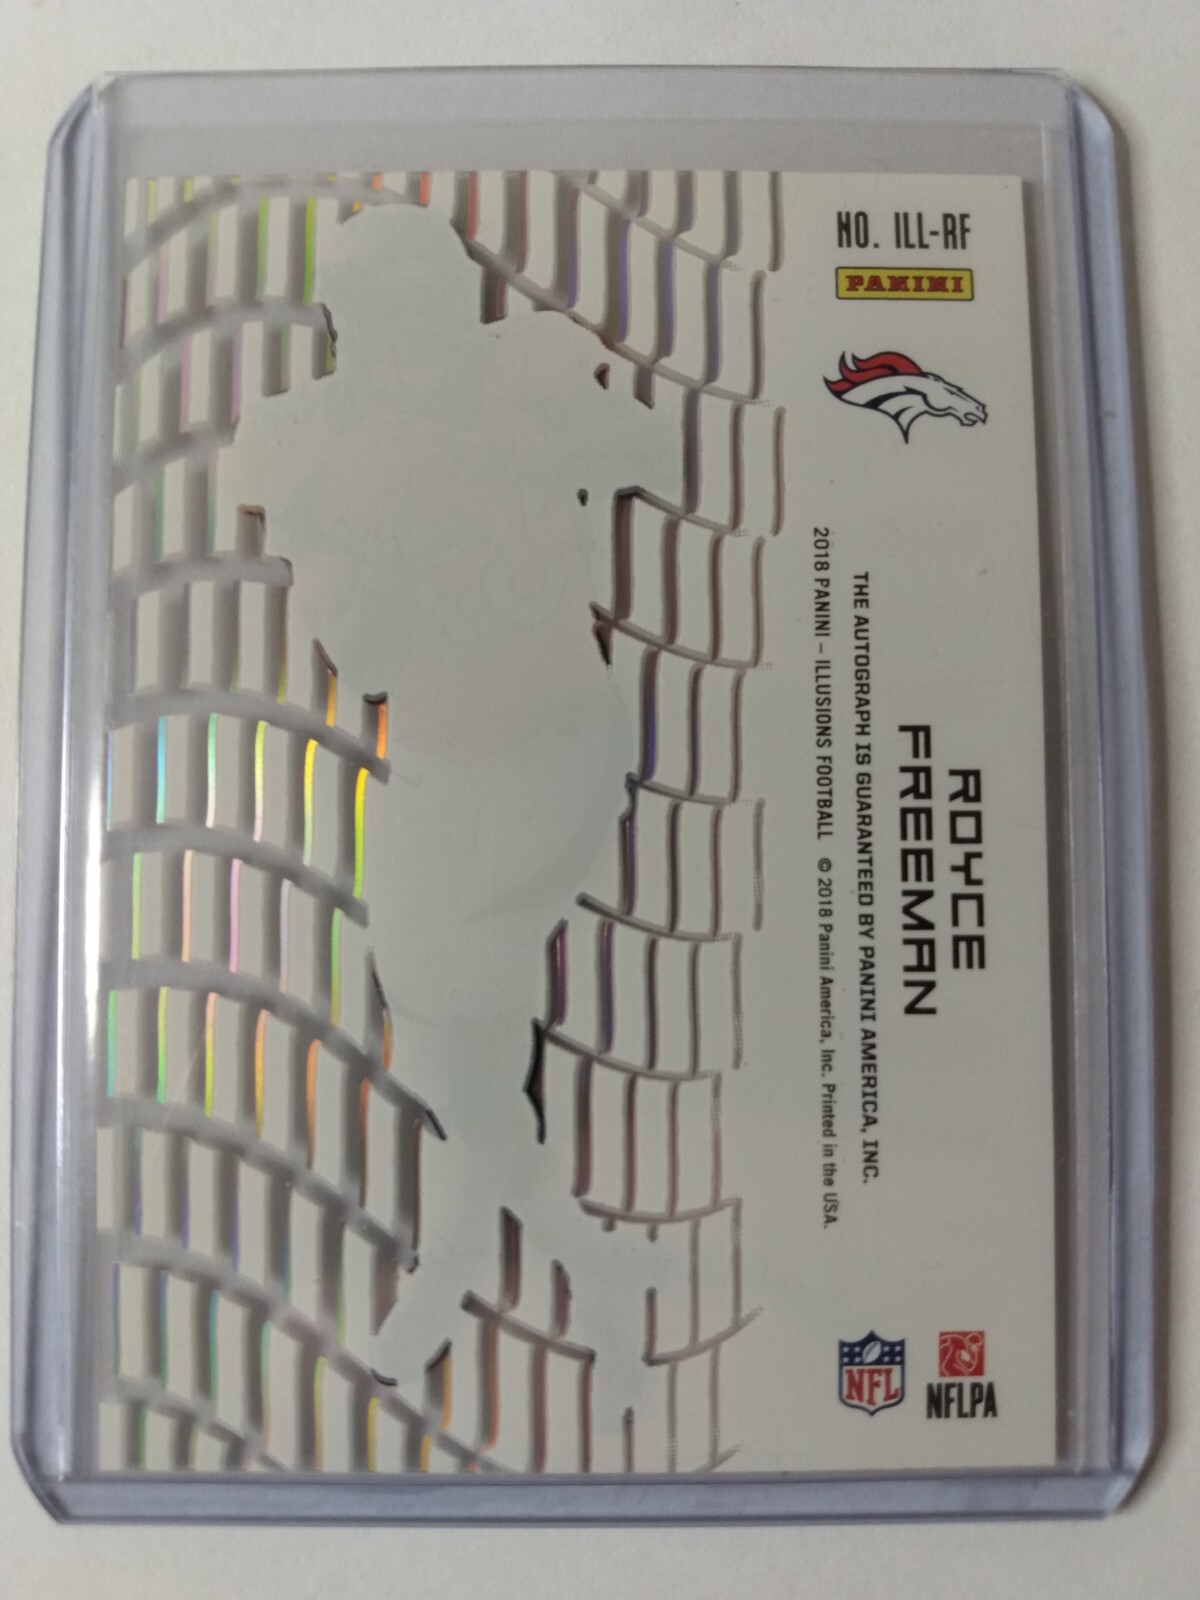 NO. ILL-RF
PANINI
ROYCE
FREEMAN
THE AUTOGRAPH IS GUARANTEED BY PANINI AMERICA, INC.
2018 PANINI – ILLUSIONS FOOTBALL © 2018 Panini America, Inc. Printed in the USA.
NFLPA
NFL